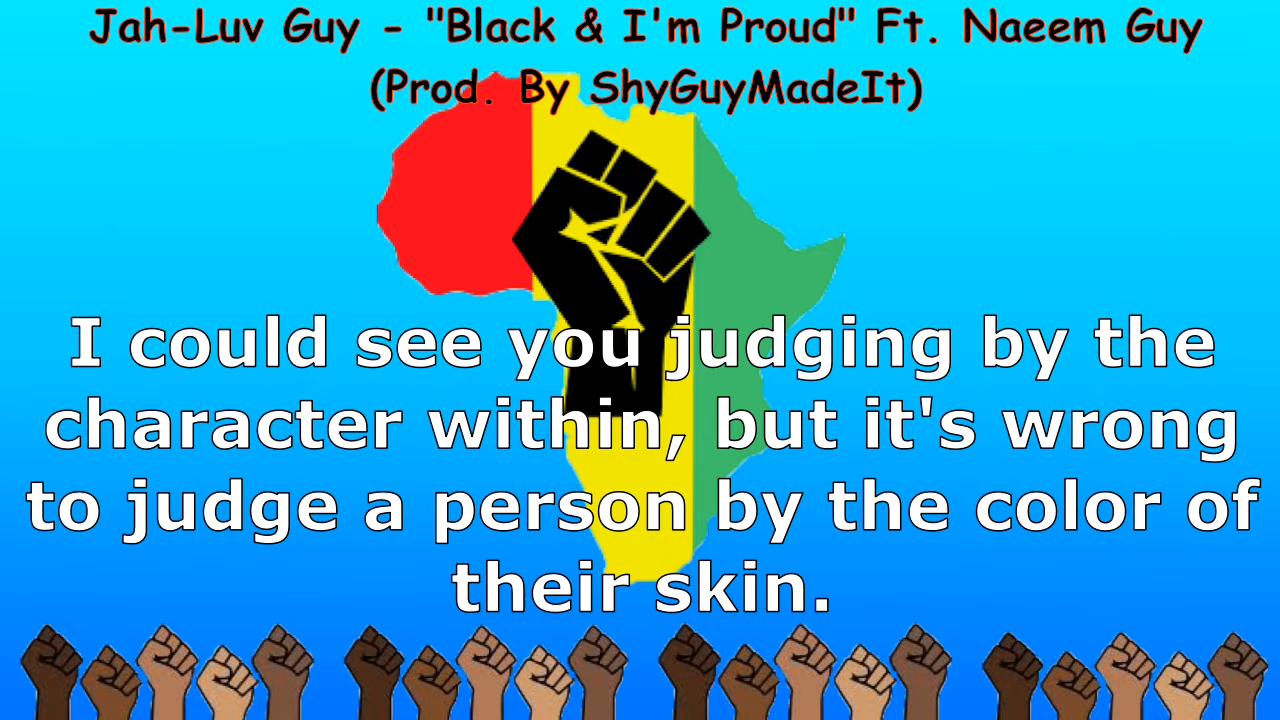 Jah-Luv Guy - "Black & I'm Proud" Ft. Naeem Guy
(Prod. By ShyGuyMadeIt)
I could see you judging by the
character within, but it's wrong
to judge a person by the color of
their skin.